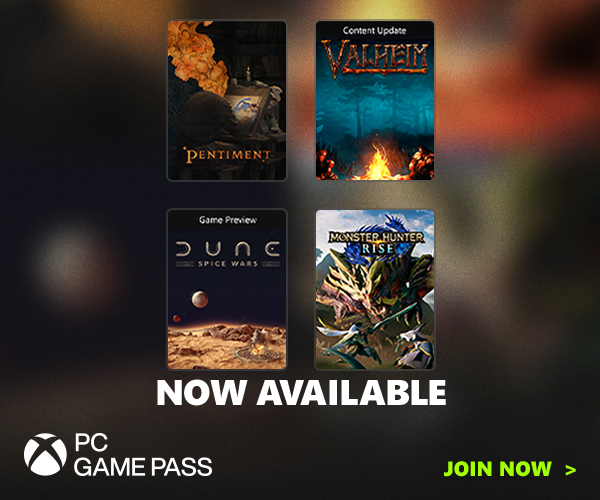 PENTIMENT
Content Update
VALHEIM
Game Preview
DUNE
SPICE WARS
MONSTER HUNTER
RISE
NOW AVAILABLE
PC
GAME PASS
JOIN NOW >